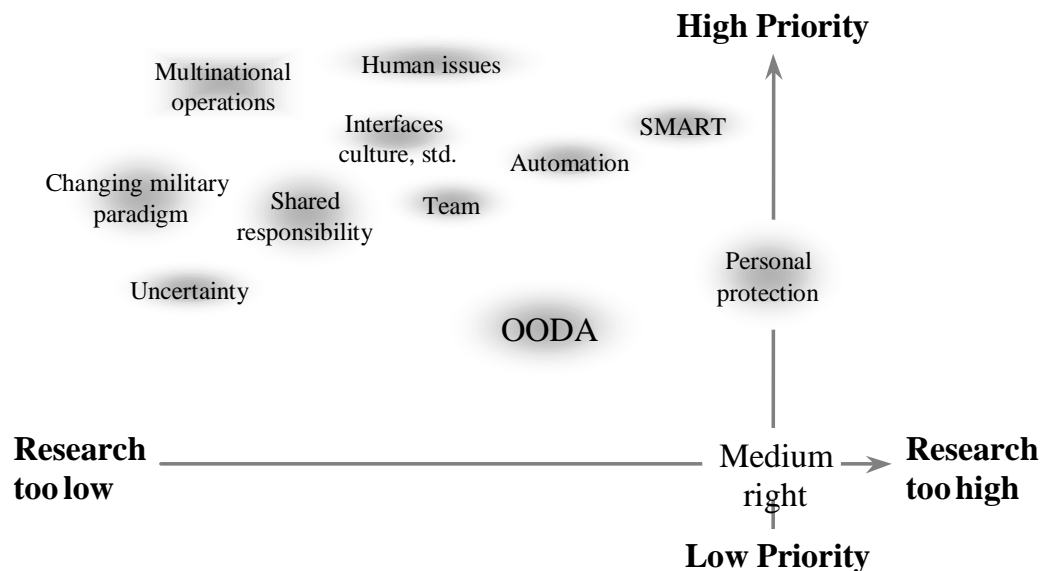 High Priority
Multinational
operations
Human issues
Interfaces
culture, std.
SMART
Automation
Changing military
paradigm
Shared
responsibility
Team
Personal
protection
Uncertainty
OODA
Research
too low
Medium
right
Research
too high
Low Priority